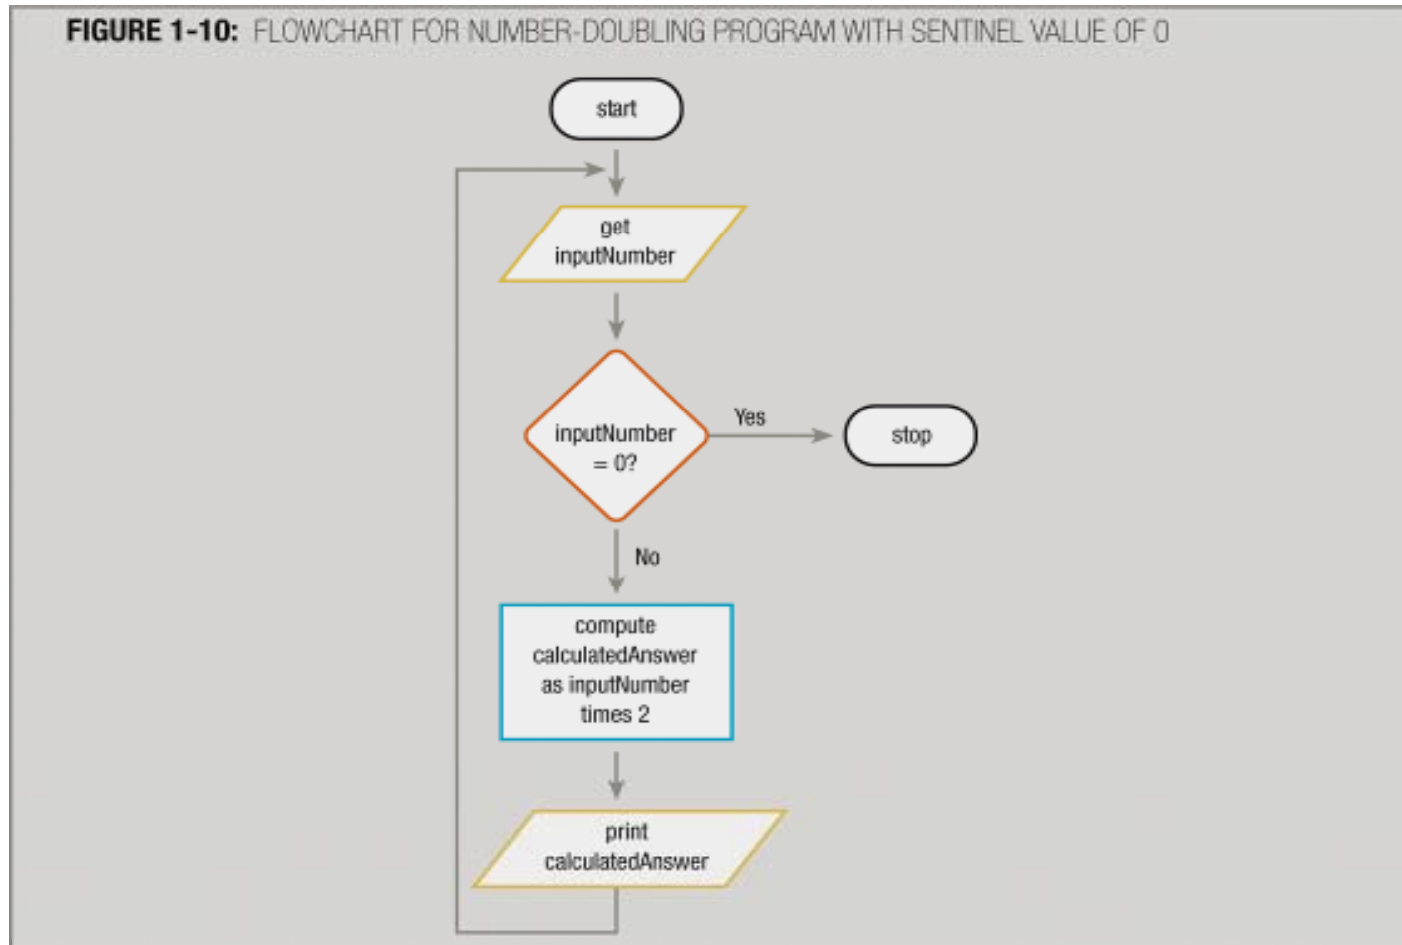 FIGURE 1-10: FLOWCHART FOR NUMBER-DOUBLING PROGRAM WITH SENTINEL VALUE OF 0
start
get
inputNumber
inputNumber
= 0?
Yes
stop
No
compute
calculatedAnswer
as inputNumber
times 2
print
calculatedAnswer